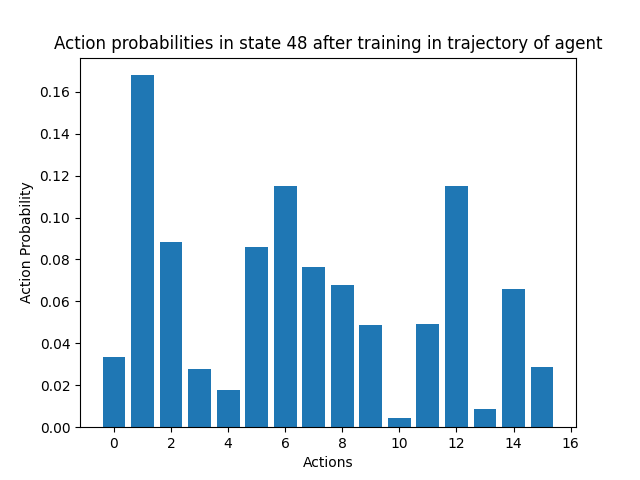 Action probabilities in state 48 after training in trajectory of agent
0.16
0.14
0.12
0.10
0.08
0.06
0.04
0.02
0.00
Action Probability
0 2 4 6 8 10 12 14 16
Actions